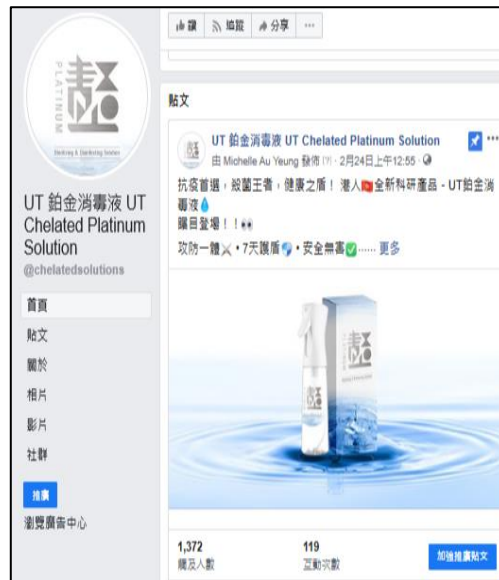 讚 追蹤 分享 ...
貼文
PLATINUM
UT 鉑金消毒液 UT Chelated Platinum Solution
由 Michelle Au Yeung 發佈 [?] · 2月24日上午12:55 ·
抗疫首選，殺菌王者，健康之盾！ 港人🇭🇰全新科研產品 - UT鉑金消
毒液💧
矚目登場！！👀
攻防一體⚔️ • 7天護盾🛡️ • 安全無害✅...... 更多
UT 鉑金消毒液 UT
Chelated Platinum
Solution
@chelatedsolutions
首頁
貼文
關於
相片
影片
社群
推廣
瀏覽廣告中心
PLATINUM
1,372
觸及人數
119
互動次數
加強推廣貼文